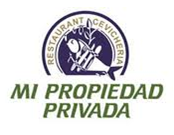 RESTAURANT CEVICHERIA
MI PROPIEDAD
PRIVADA